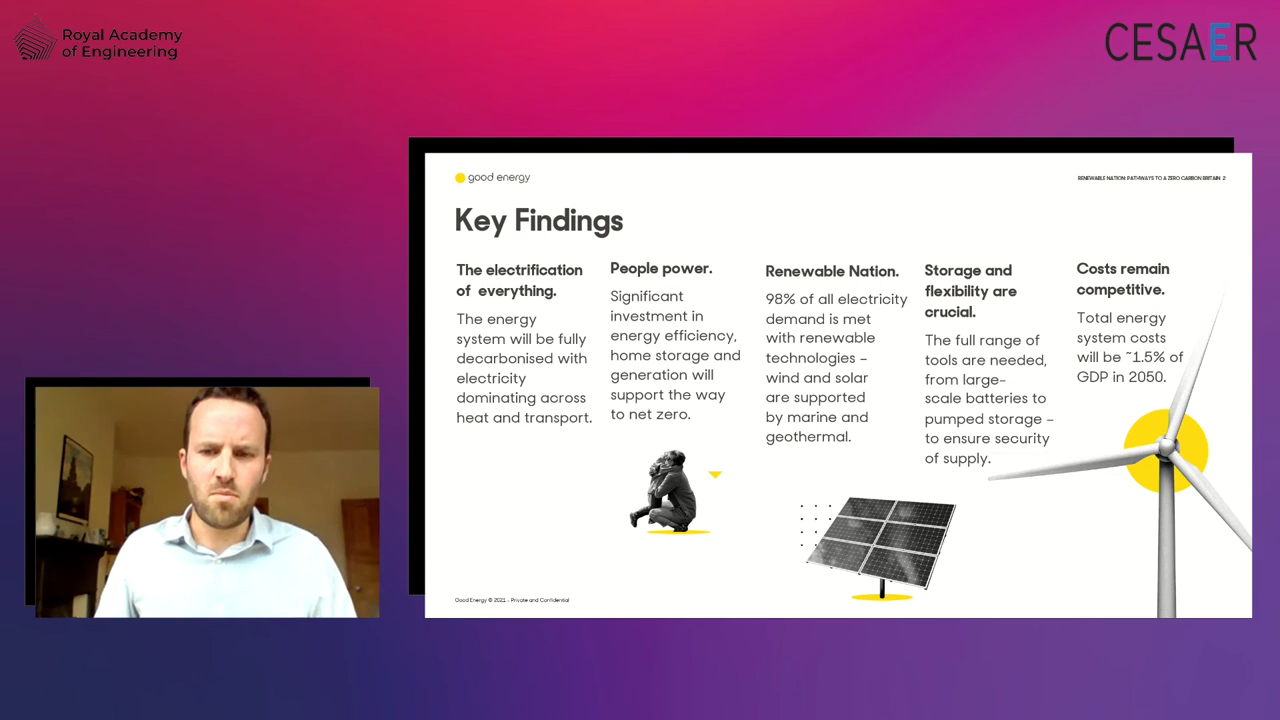 Royal Academy
of Engineering
CESAER
good energy
RENEWABLE NATION: PATHWAYS TO A ZERO CARBON BRITAIN 2
Key Findings
The electrification
of everything.
The energy
system will be fully
decarbonised with
electricity
dominating across
heat and transport.
People power.
Significant
investment in
energy efficiency,
home storage and
generation will
support the way
to net zero.
Renewable Nation.
98% of all electricity
demand is met
with renewable
technologies –
wind and solar
are supported
by marine and
geothermal.
Storage and
flexibility are
crucial.
The full range of
tools are needed,
from large-
scale batteries to
pumped storage –
to ensure security
of supply.
Costs remain
competitive.
Total energy
system costs
will be ~1.5% of
GDP in 2050.
Good Energy © 2021 - Private and Confidential